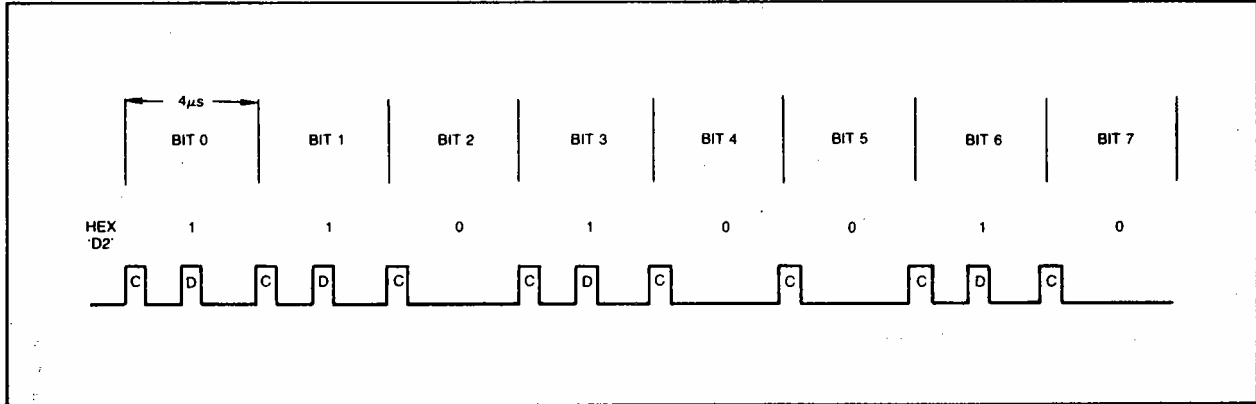 4μs
BIT 0 BIT 1 BIT 2 BIT 3 BIT 4 BIT 5 BIT 6 BIT 7
HEX 1 1 0 1 0 0 1 0
'D2'
C D C D C C D C C C D C